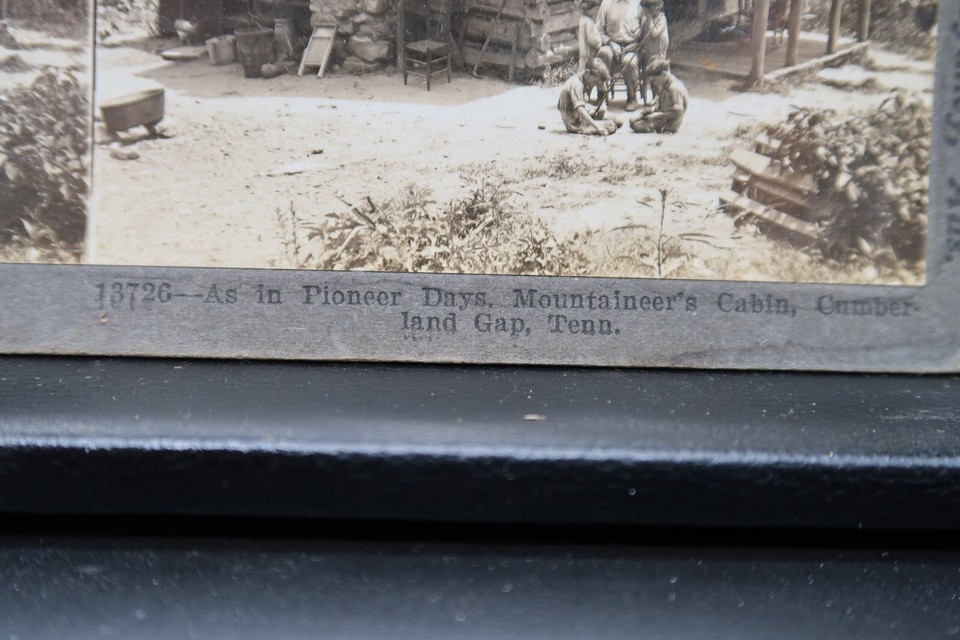 13726—As in Pioneer Days. Mountaineer's Cabin, Cumber-
land Gap, Tenn.